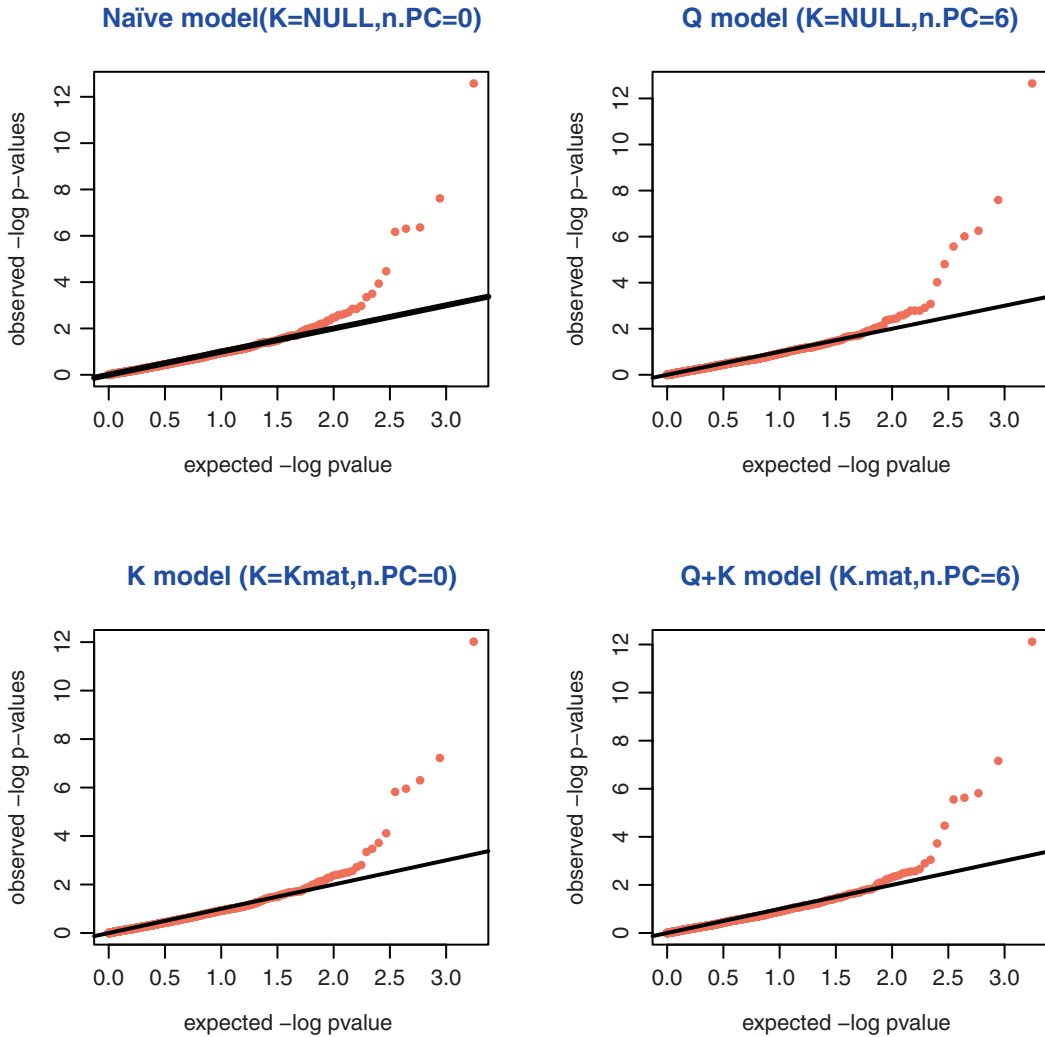 Naïve model(K=NULL,n.PC=0)
observed −log p−values
12
10
8
6
4
2
0
0.0 0.5 1.0 1.5 2.0 2.5 3.0
expected −log pvalue
Q model (K=NULL,n.PC=6)
observed −log p−values
12
10
8
6
4
2
0
0.0 0.5 1.0 1.5 2.0 2.5 3.0
expected −log pvalue
K model (K=Kmat,n.PC=0)
observed −log p−values
12
10
8
6
4
2
0
0.0 0.5 1.0 1.5 2.0 2.5 3.0
expected −log pvalue
Q+K model (K.mat,n.PC=6)
observed −log p−values
12
10
8
6
4
2
0
0.0 0.5 1.0 1.5 2.0 2.5 3.0
expected −log pvalue